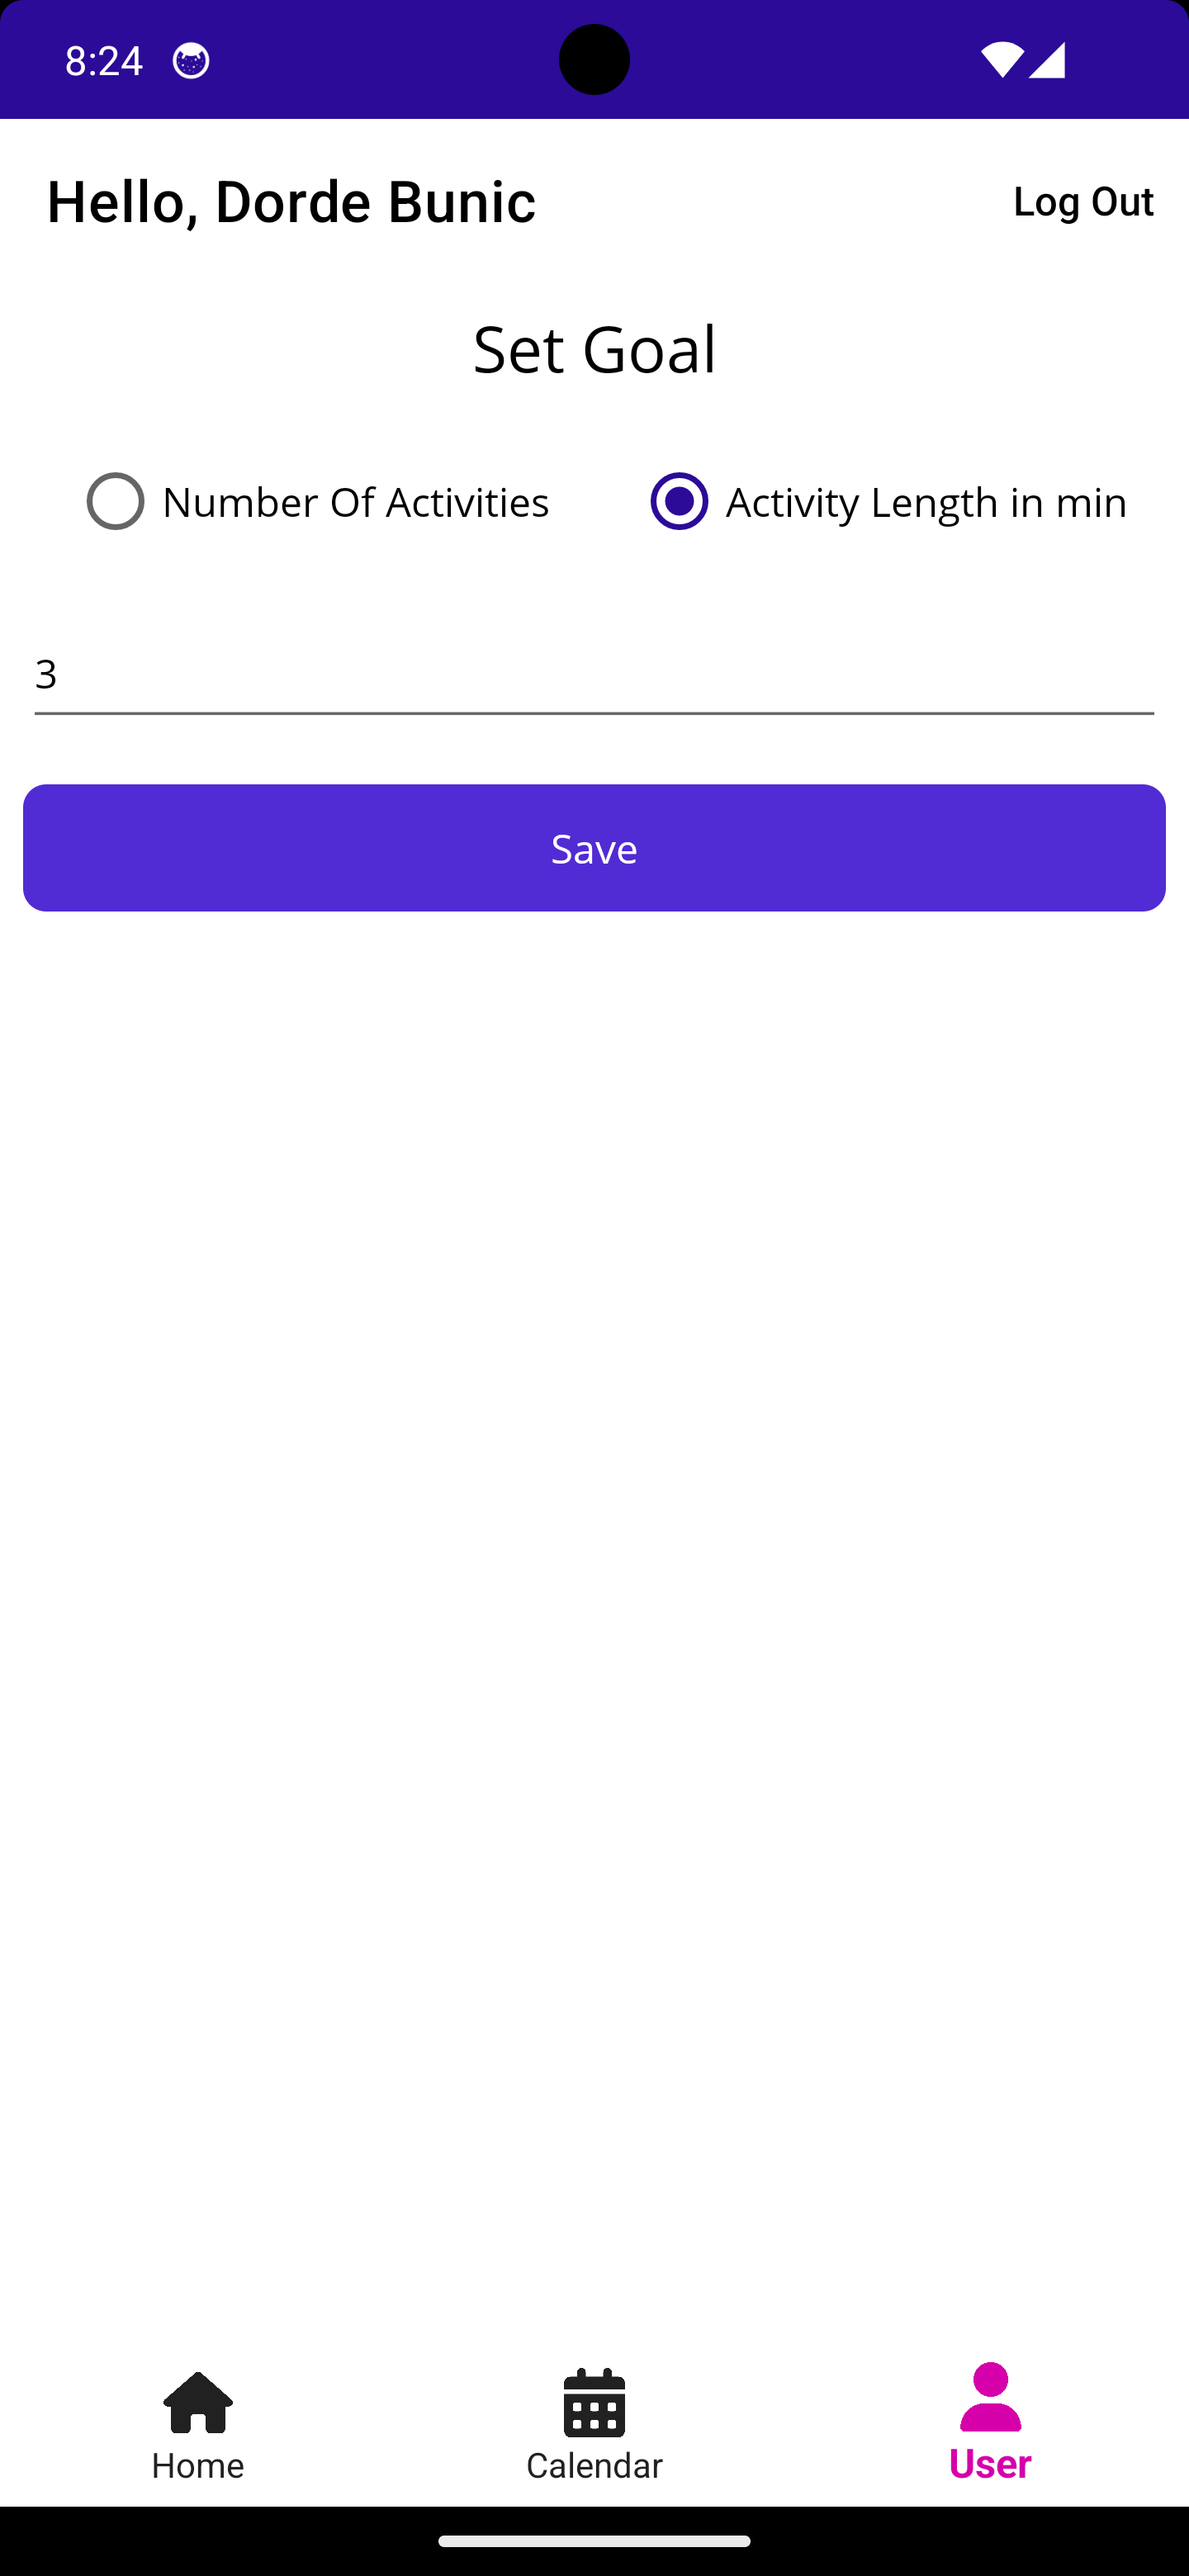 8:24
Hello, Dorde Bunic
Log Out
Set Goal
Number Of Activities
Activity Length in min
3
Save
Home
Calendar
User